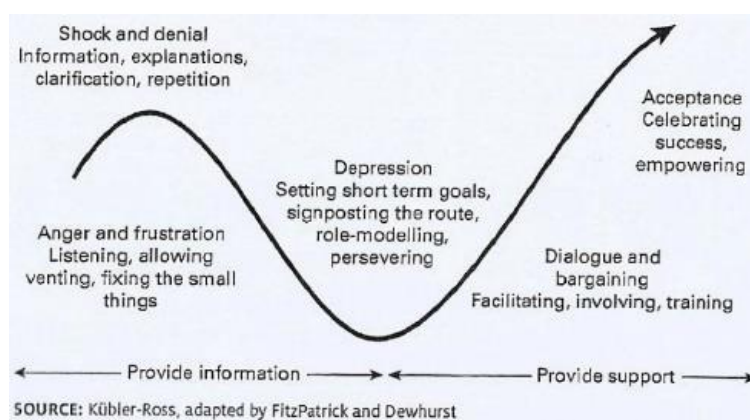 Shock and denial
Information, explanations,
clarification, repetition
Acceptance
Celebrating
success,
empowering
Depression
Setting short term goals,
signposting the route,
role-modelling,
persevering
Anger and frustration
Listening, allowing
venting, fixing the small
things
Dialogue and
bargaining
Facilitating, involving, training
Provide information
Provide support
SOURCE: Kübler-Ross, adapted by FitzPatrick and Dewhurst